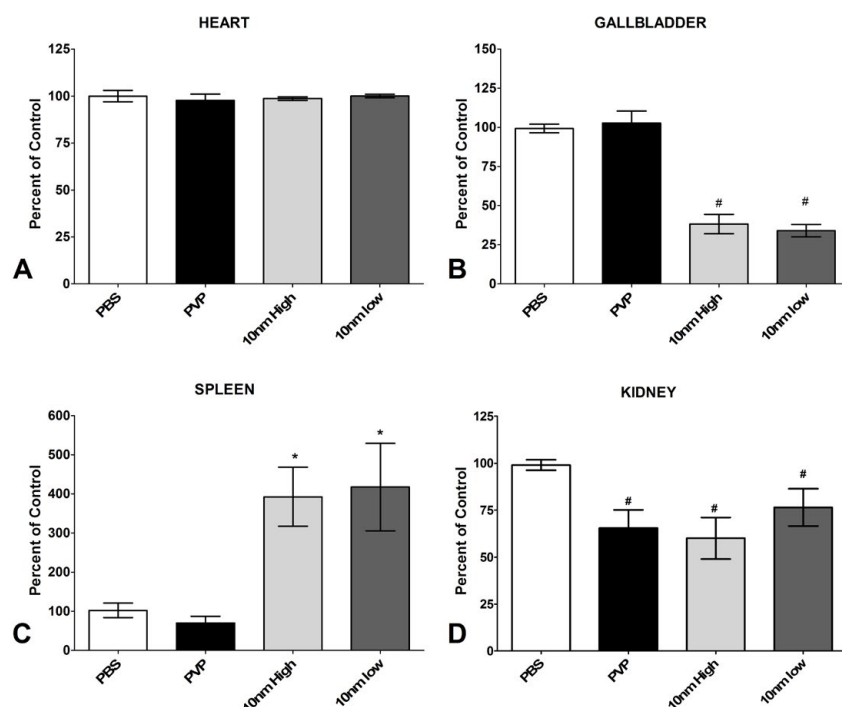 HEART
Percent of Control
125
100
75
50
25
0
PBS
PVP
10nm High
10nm low
A
GALLBLADDER
Percent of Control
150
125
100
75
50
25
0
#
#
PBS
PVP
10nm High
10nm low
B
SPLEEN
Percent of Control
600
500
400
300
200
100
0
*
*
PBS
PVP
10nm High
10nm low
C
KIDNEY
Percent of Control
125
100
75
50
25
0
#
#
#
PBS
PVP
10nm High
10nm low
D